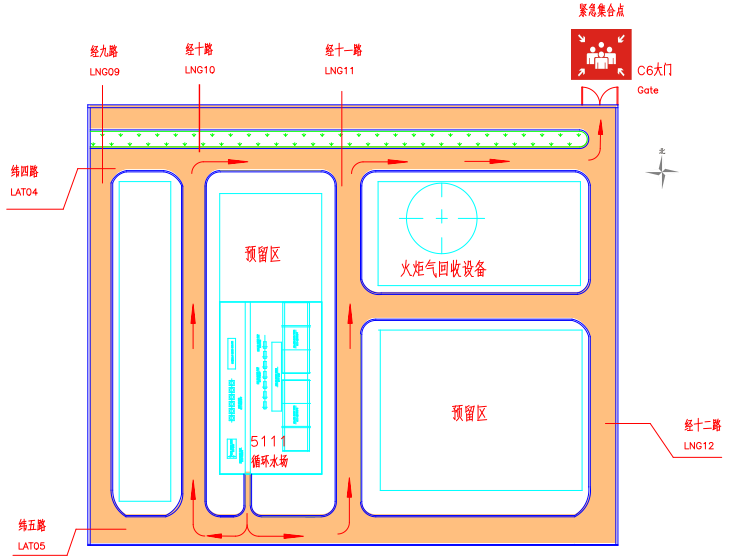 紧急集合点
经九路
LNG09
经十路
LNG10
经十一路
LNG11
C6大门
Gate
北
纬四路
LAT04
预留区
火炬气回收设备
预留区
5111
循环水场
经十二路
LNG12
纬五路
LAT05